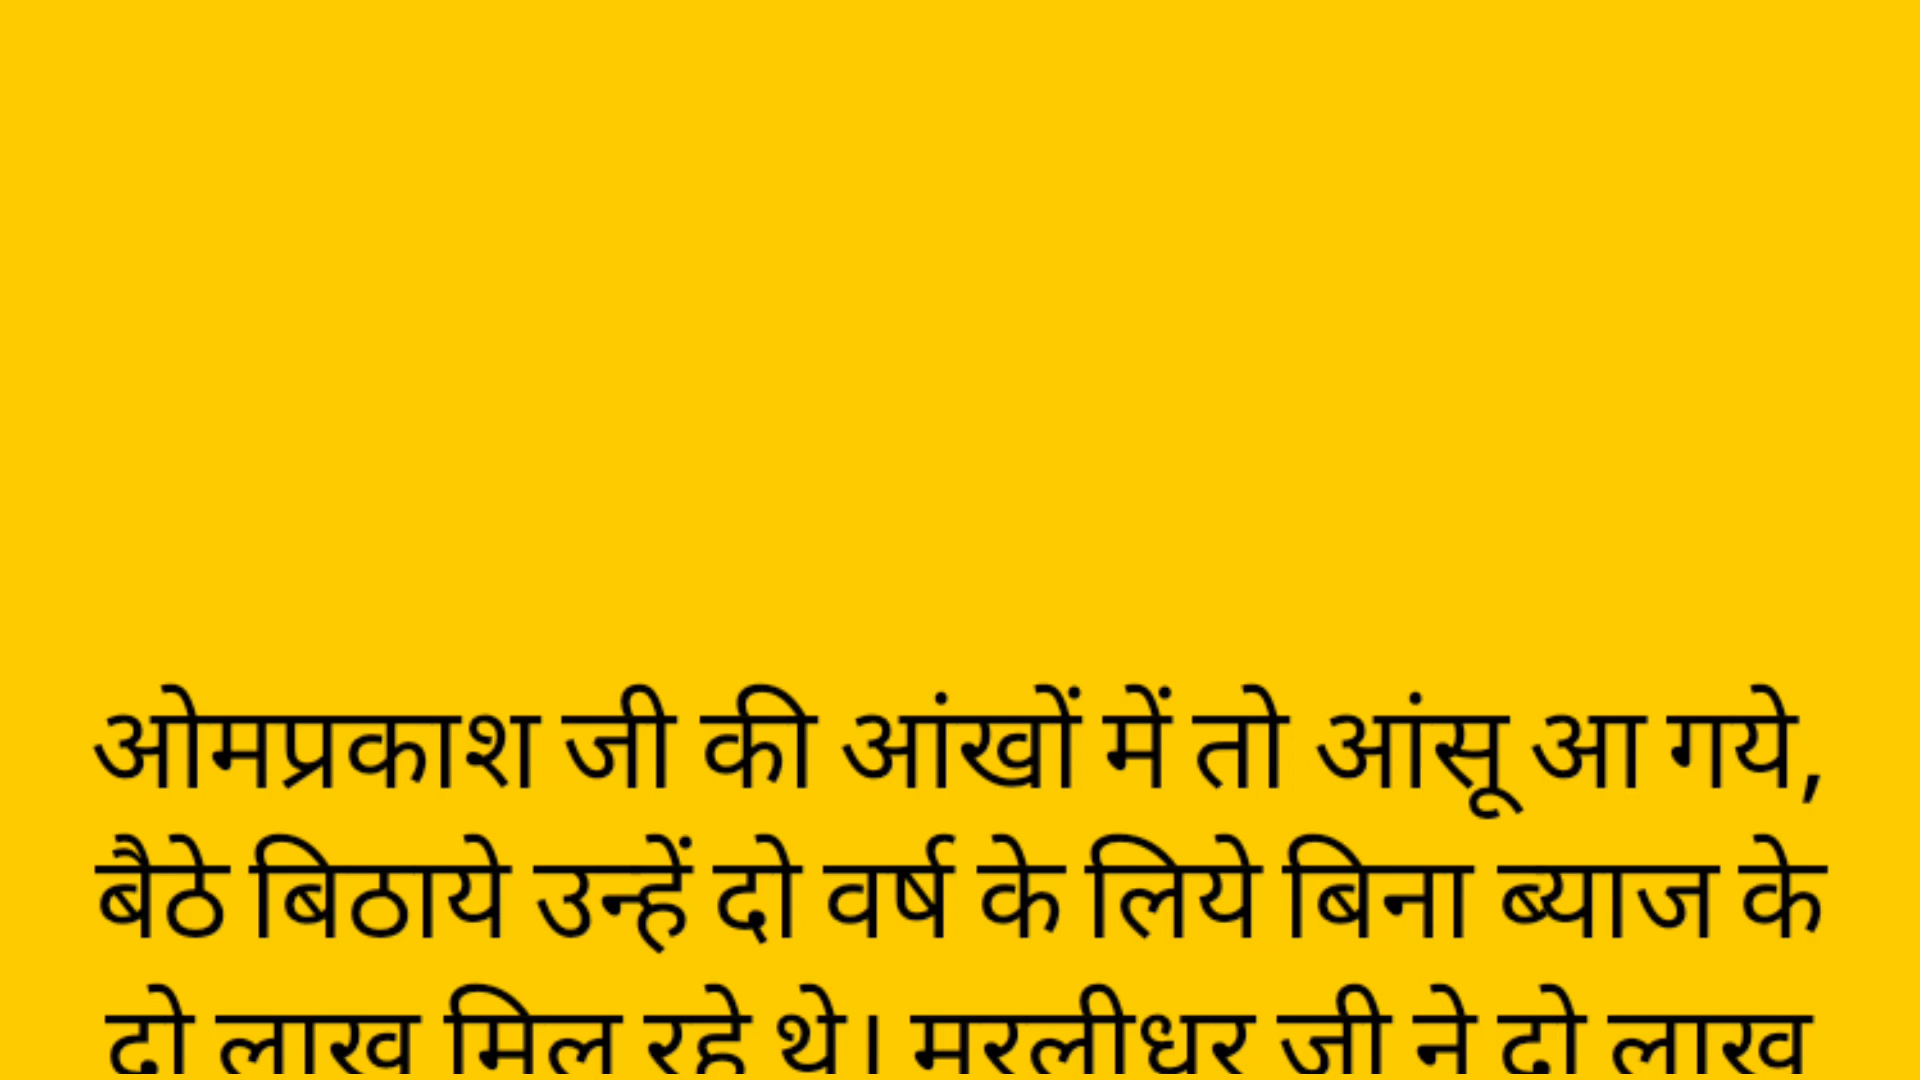 ओमप्रकाश जी की आंखों में तो आंसू आ गये,
बैठे बिठाये उन्हें दो वर्ष के लिये बिना ब्याज के
दो लाख मिल रहे थे। मुरलीधर जी ने दो लाख